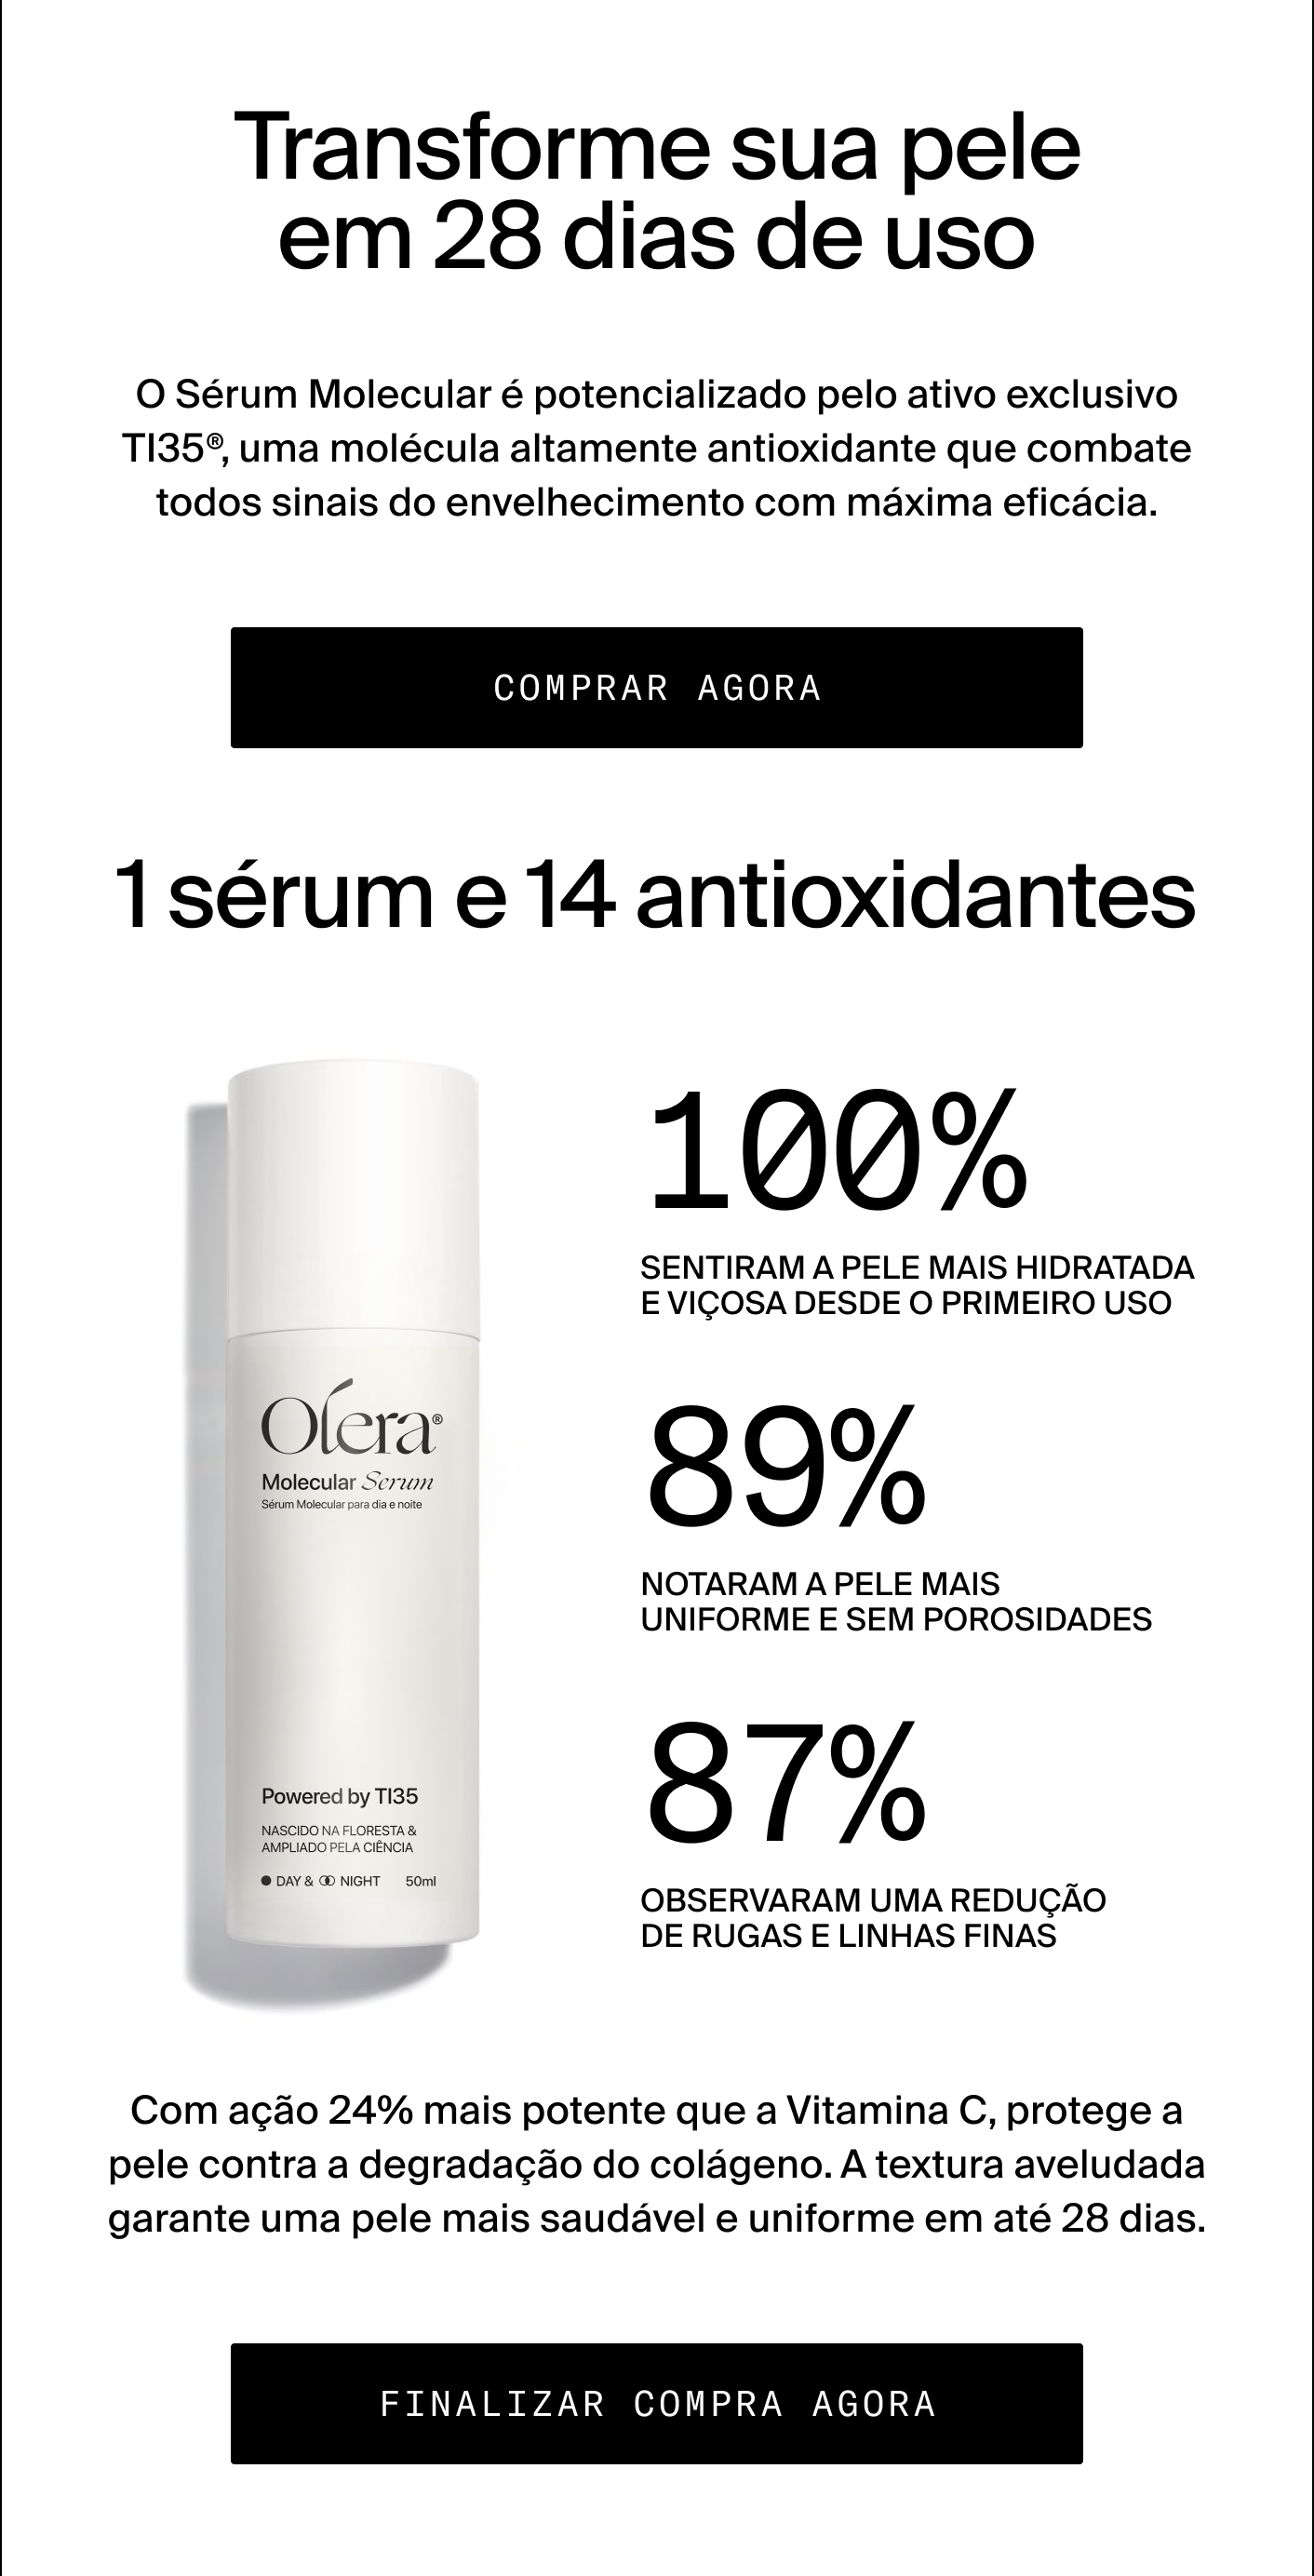 Transforme sua pele
em 28 dias de uso
O Sérum Molecular é potencializado pelo ativo exclusivo
TI35®, uma molécula altamente antioxidante que combate
todos sinais do envelhecimento com máxima eficácia.
COMPRAR AGORA
1 sérum e 14 antioxidantes
Olera®
Molecular Serum
Sérum Molecular para dia e noite
Powered by TI35
NASCIDO NA FLORESTA &
AMPLIADO PELA CIÊNCIA
DAY & NIGHT 50ml
100%
SENTIRAM A PELE MAIS HIDRATADA
E VIÇOSA DESDE O PRIMEIRO USO
89%
NOTARAM A PELE MAIS
UNIFORME E SEM POROSIDADES
87%
OBSERVARAM UMA REDUÇÃO
DE RUGAS E LINHAS FINAS
Com ação 24% mais potente que a Vitamina C, protege a
pele contra a degradação do colágeno. A textura aveludada
garante uma pele mais saudável e uniforme em até 28 dias.
FINALIZAR COMPRA AGORA